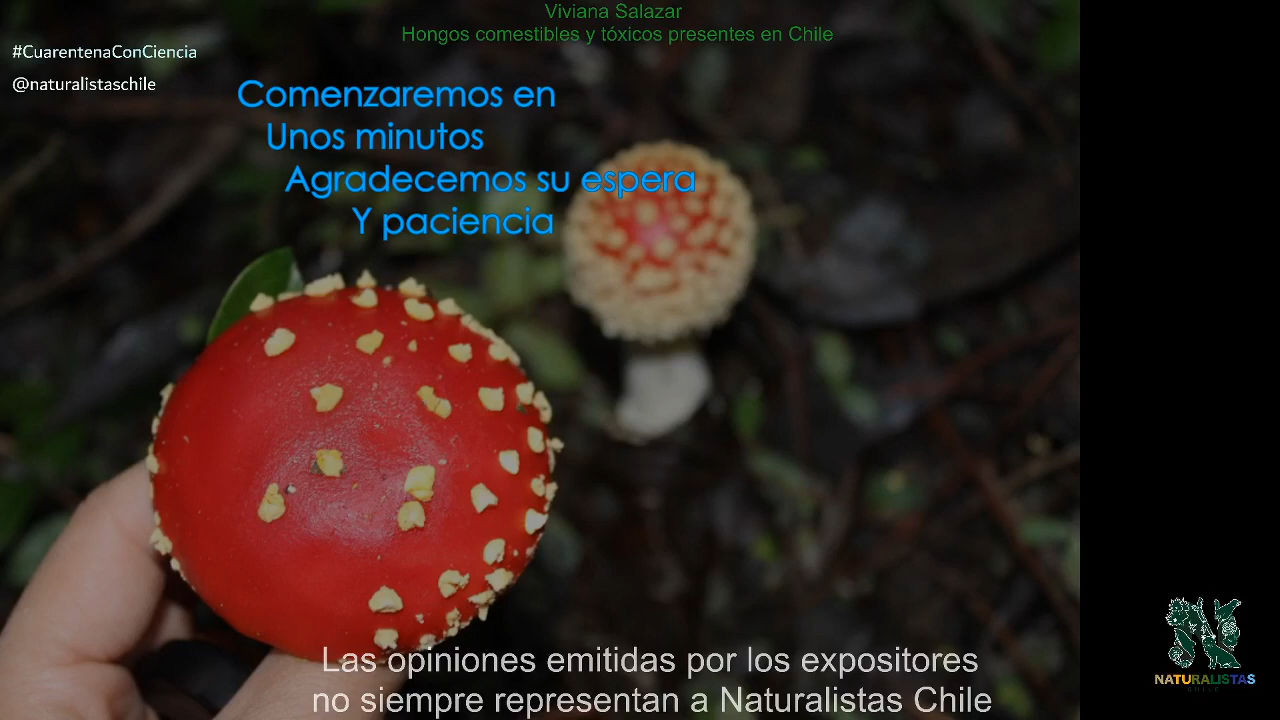 Viviana Salazar
Hongos comestibles y tóxicos presentes en Chile
#CuarentenaConCiencia
@naturalistaschile
Comenzaremos en
Unos minutos
Agradecemos su espera
Y paciencia
Las opiniones emitidas por los expositores
no siempre representan a Naturalistas Chile
NATURALISTAS
CHILE